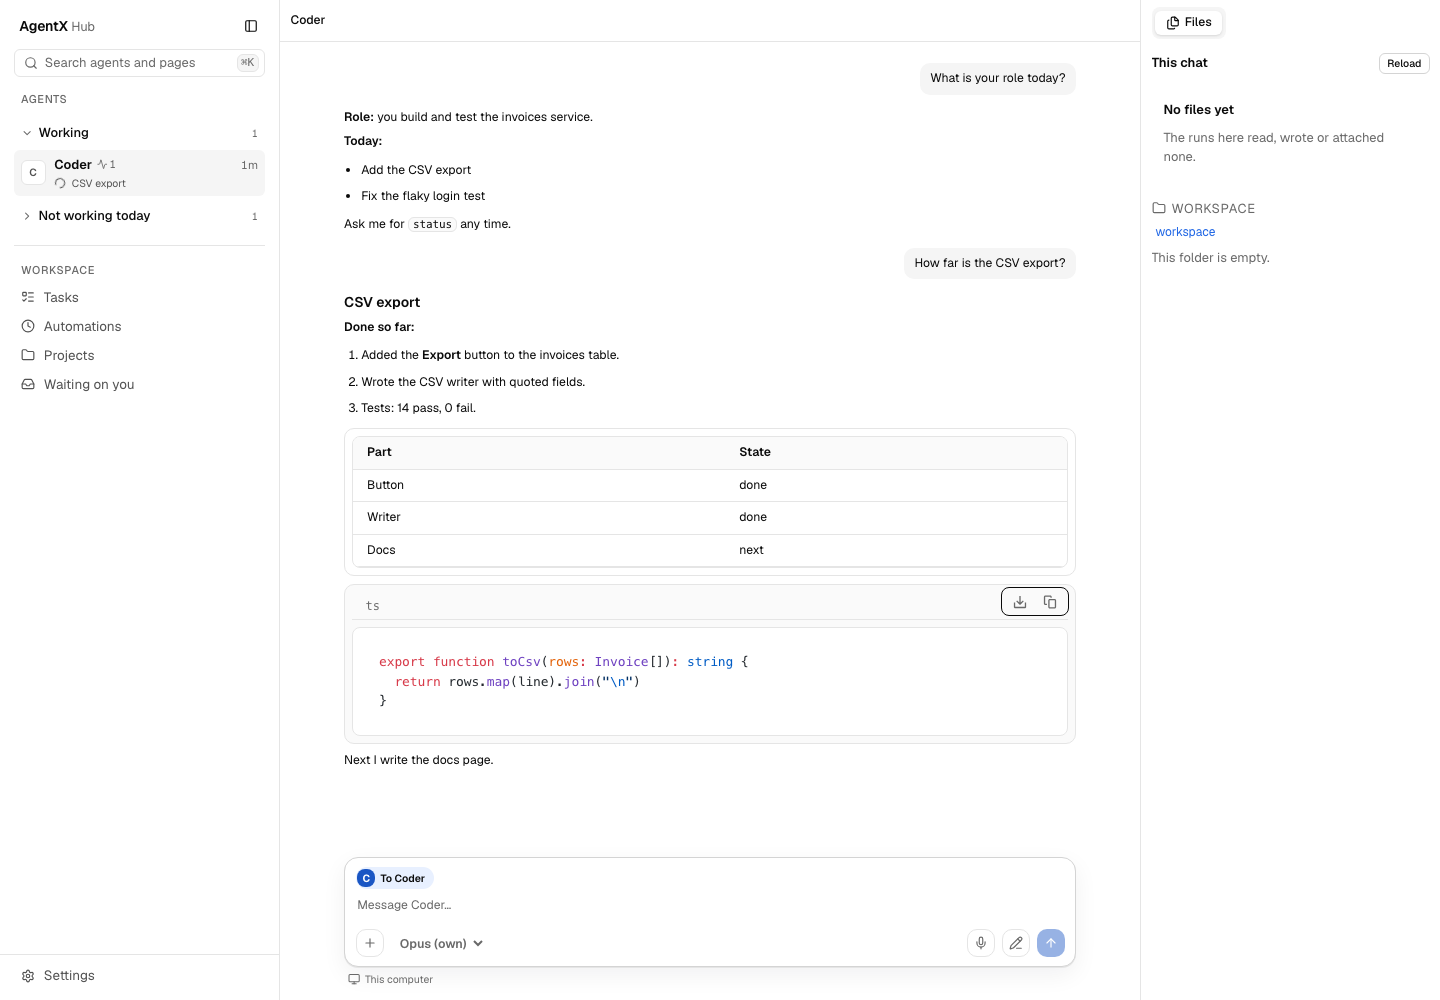 AgentX Hub
Search agents and pages ⌘K
AGENTS
Working 1
C Coder 1 1m
CSV export
Not working today 1
WORKSPACE
Tasks
Automations
Projects
Waiting on you
Settings
Coder
What is your role today?
Role: you build and test the invoices service.
Today:
• Add the CSV export
• Fix the flaky login test
Ask me for status any time.
How far is the CSV export?
CSV export
Done so far:
1. Added the Export button to the invoices table.
2. Wrote the CSV writer with quoted fields.
3. Tests: 14 pass, 0 fail.
Part State
Button done
Writer done
Docs next
ts
export function toCsv(rows: Invoice[]): string {
return rows.map(line).join("\n")
}
Next I write the docs page.
C To Coder
Message Coder...
Opus (own)
This computer
Files
This chat Reload
No files yet
The runs here read, wrote or attached
none.
WORKSPACE
workspace
This folder is empty.